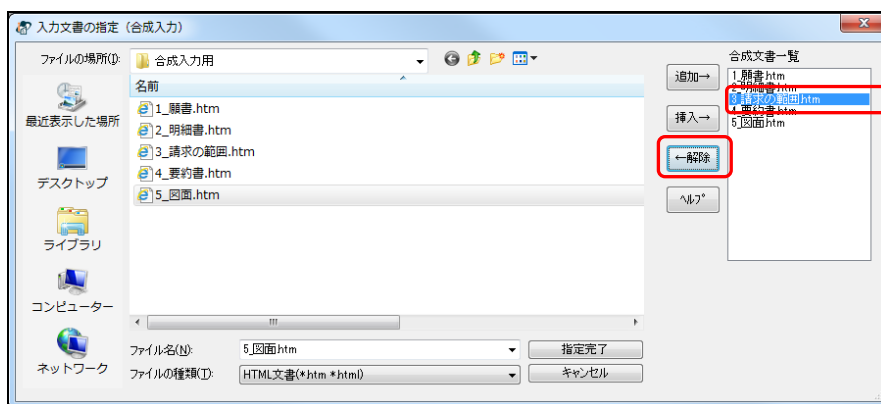 入力文書の指定（合成入力）
ファイルの場所(I):
合成入力用
合成文書一覧
名前
1_願書.htm
2_明細書.htm
3_請求の範囲.htm
4_要約書.htm
5_図面.htm
最近表示した場所
デスクトップ
ライブラリ
コンピューター
ネットワーク
追加→
挿入→
←解除
ヘルプ
1_願書.htm
2_明細書.htm
3_請求の範囲.htm
4_要約書.htm
5_図面.htm
ファイル名(N):
5_図面.htm
指定完了
ファイルの種類(T):
HTML文書(*.htm *.html)
キャンセル